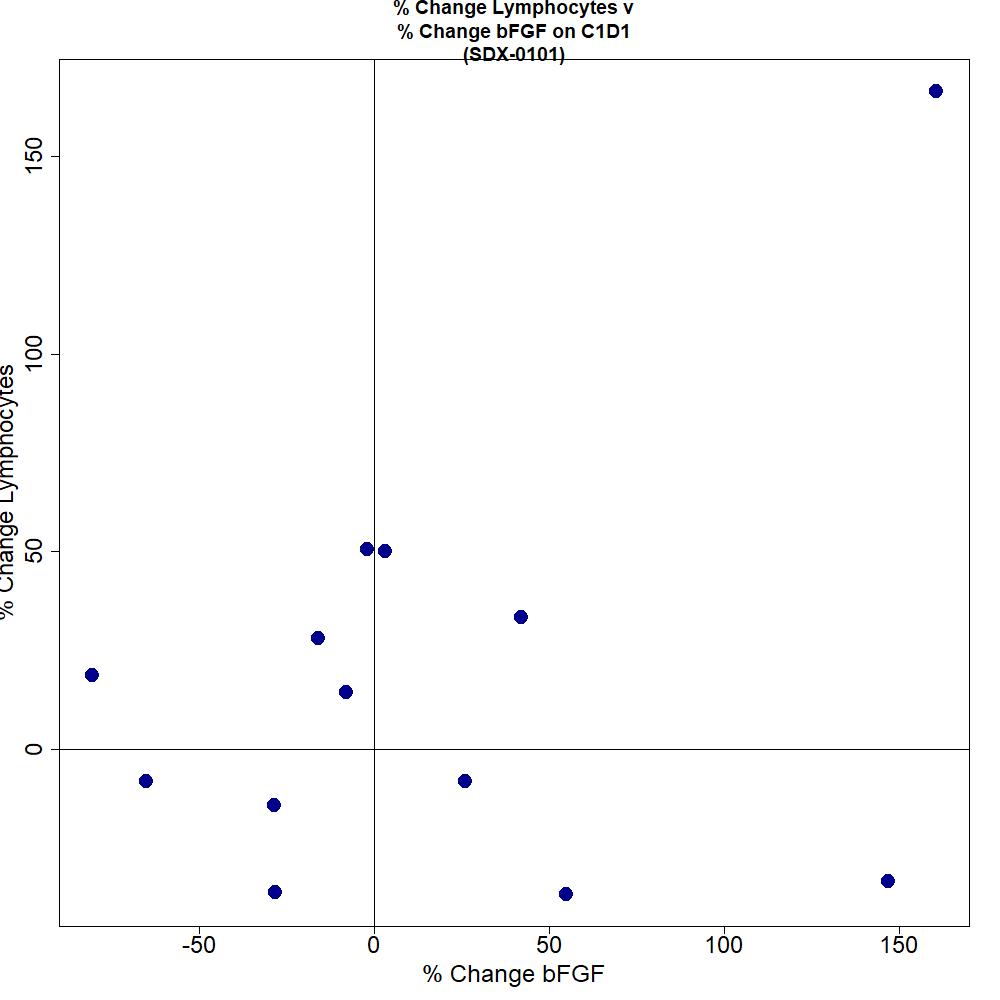 % Change Lymphocytes v
% Change bFGF on C1D1
(SDX-0101)
% Change Lymphocytes
150
100
50
0
-50 0 50 100 150
% Change bFGF